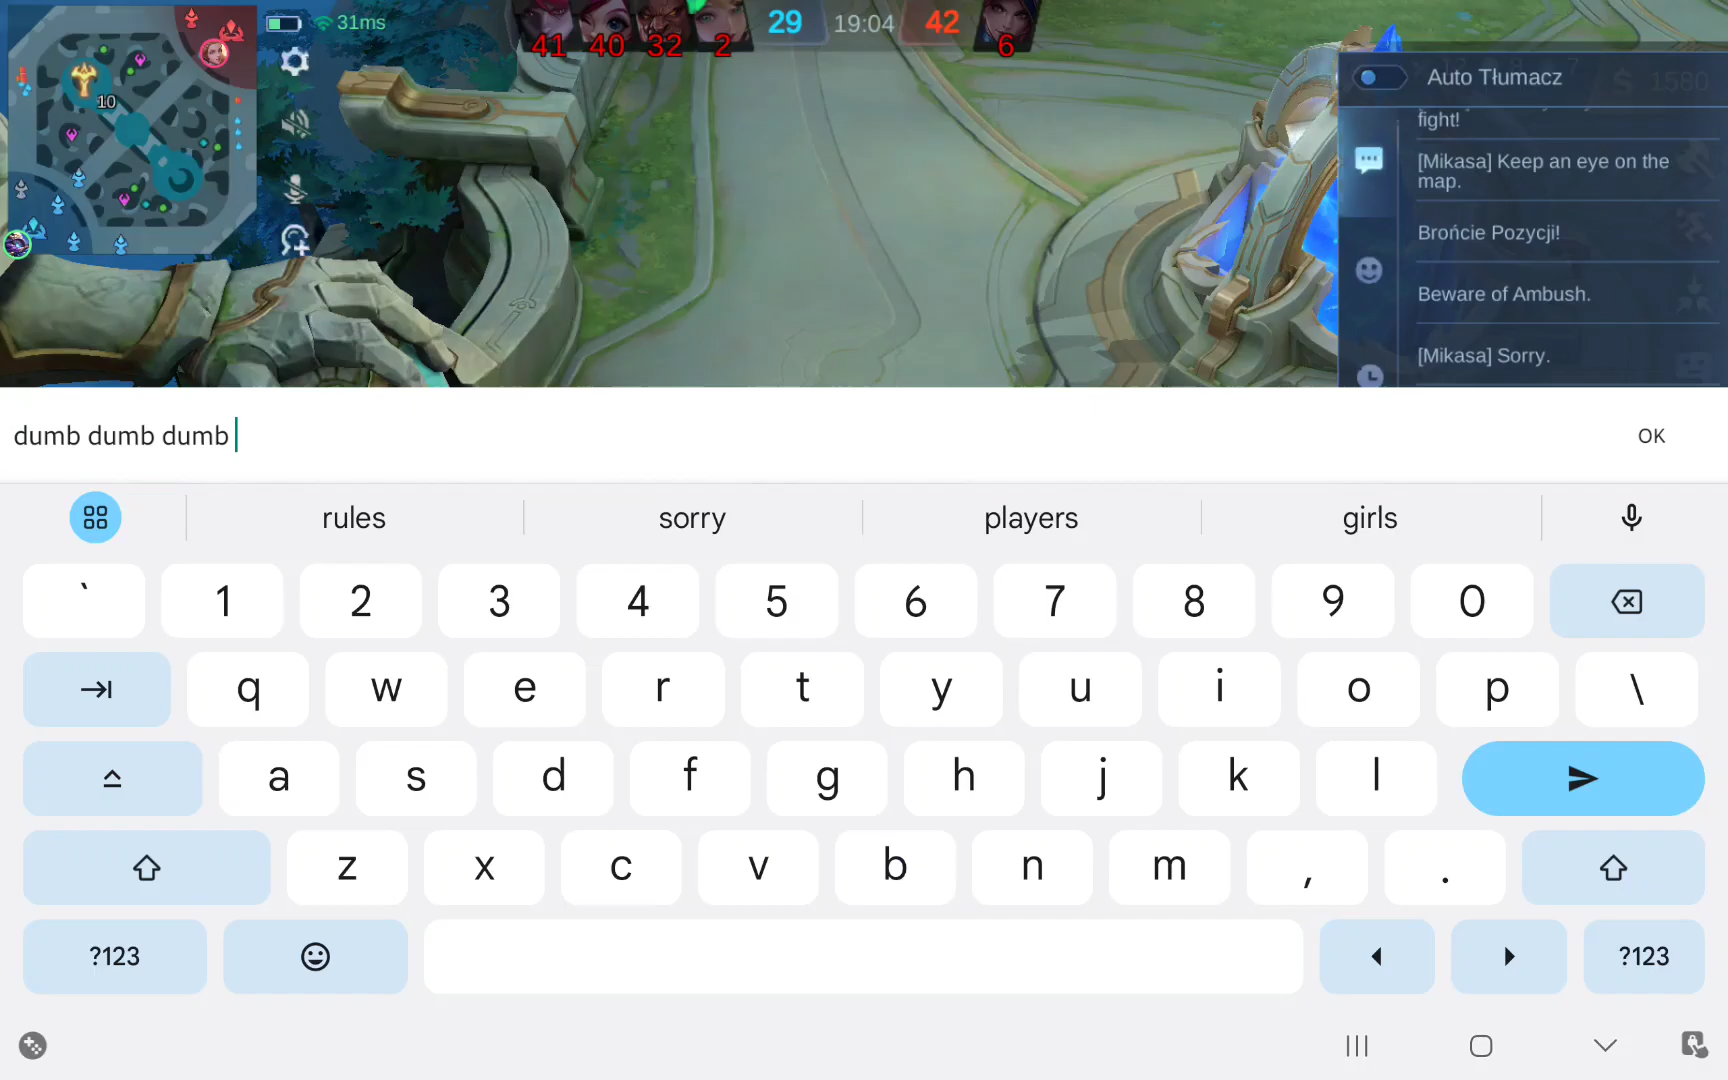 31ms
41 40 32 2 29 19:04 42 6
10
Auto Tłumacz
1580
fight!
[Mikasa] Keep an eye on the
map.
Brońcie Pozycji!
Beware of Ambush.
[Mikasa] Sorry.
dumb dumb dumb
OK
rules sorry players girls
` 1 2 3 4 5 6 7 8 9 0
q w e r t y u i o p \
a s d f g h j k l
z x c v b n m , .
?123 ?123